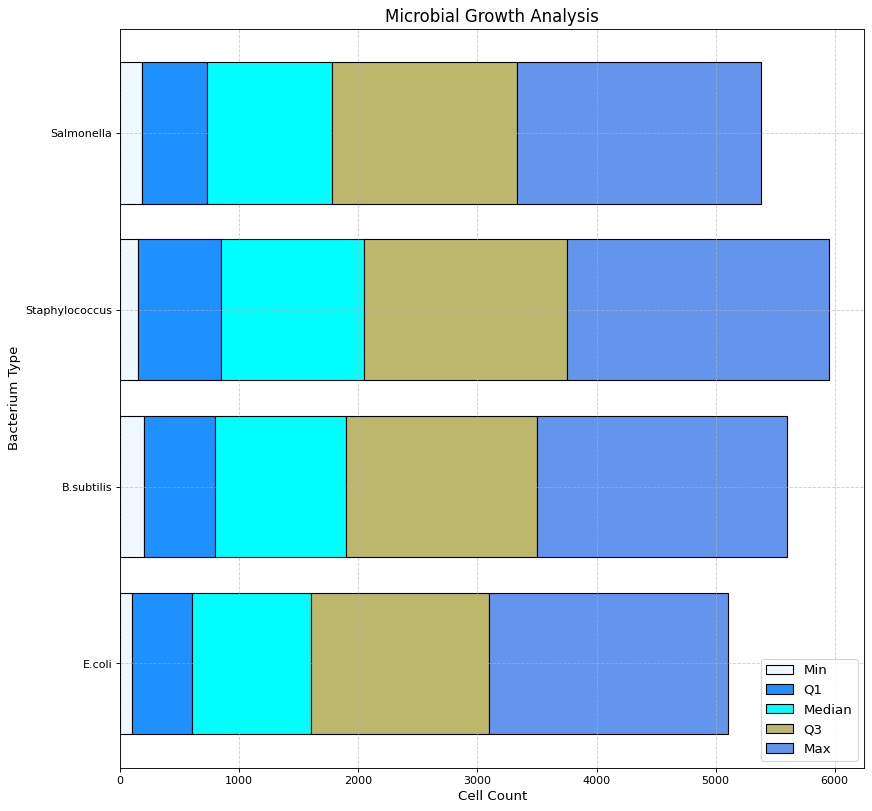 Microbial Growth Analysis
Bacterium Type
Salmonella
Staphylococcus
B.subtilis
E.coli
Min
Q1
Median
Q3
Max
0 1000 2000 3000 4000 5000 6000
Cell Count